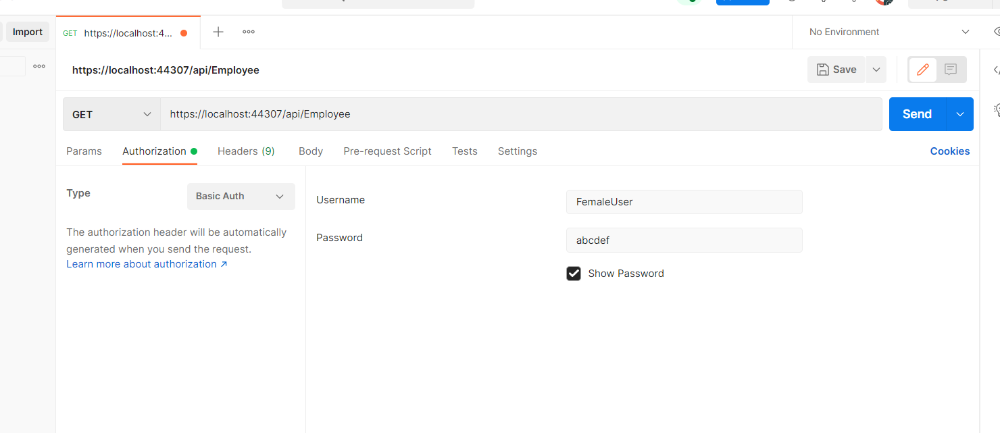 Import
GET https://localhost:4...
No Environment
https://localhost:44307/api/Employee
Save
GET
https://localhost:44307/api/Employee
Send
Params
Authorization
Headers (9)
Body
Pre-request Script
Tests
Settings
Cookies
Type
Basic Auth
The authorization header will be automatically
generated when you send the request.
Learn more about authorization ↗
Username
FemaleUser
Password
abcdef
Show Password